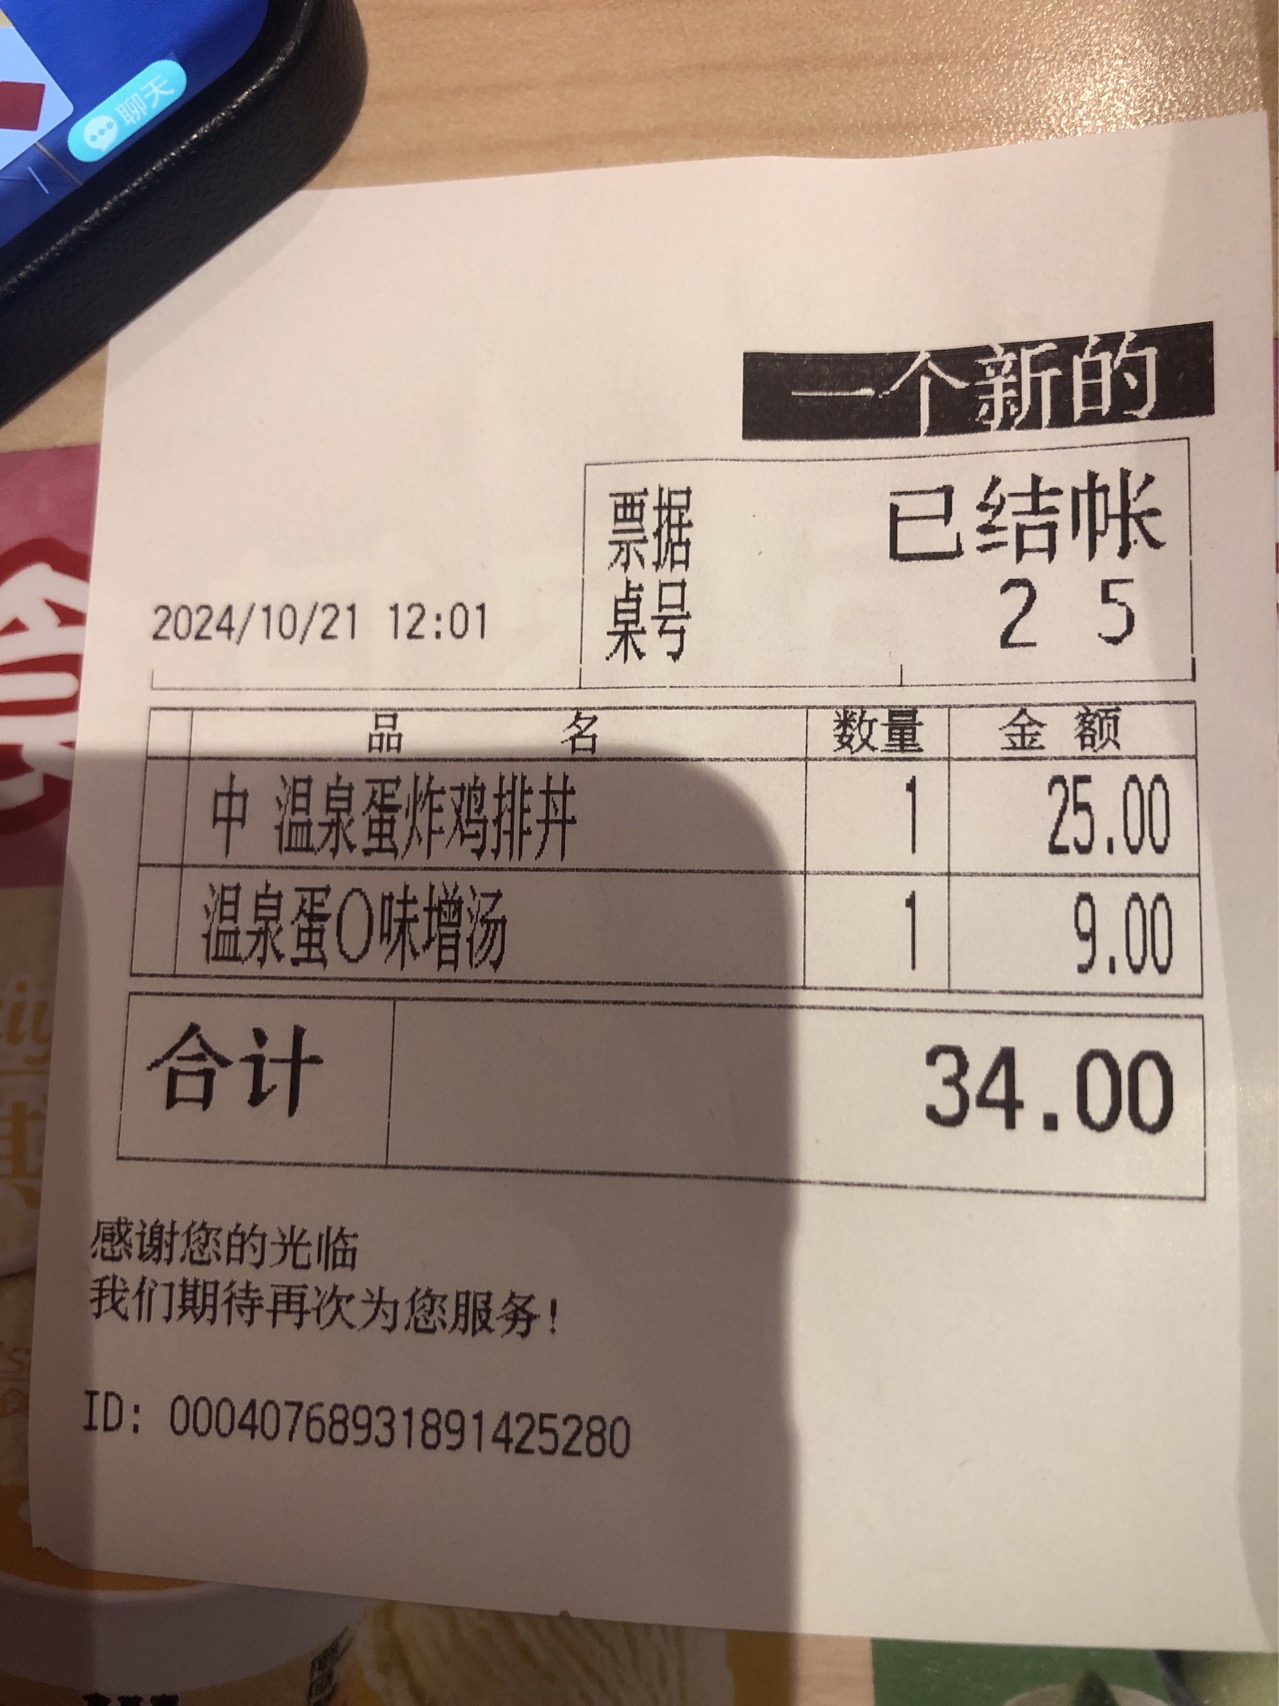 聊天
一个新的
票据 已结帐
2024/10/21 12:01 桌号 2 5
品 名 数量 金 额
中 温泉蛋炸鸡排丼 1 25.00
温泉蛋〇味增汤 1 9.00
合计 34.00
感谢您的光临
我们期待再次为您服务!
ID: 00040768931891425280